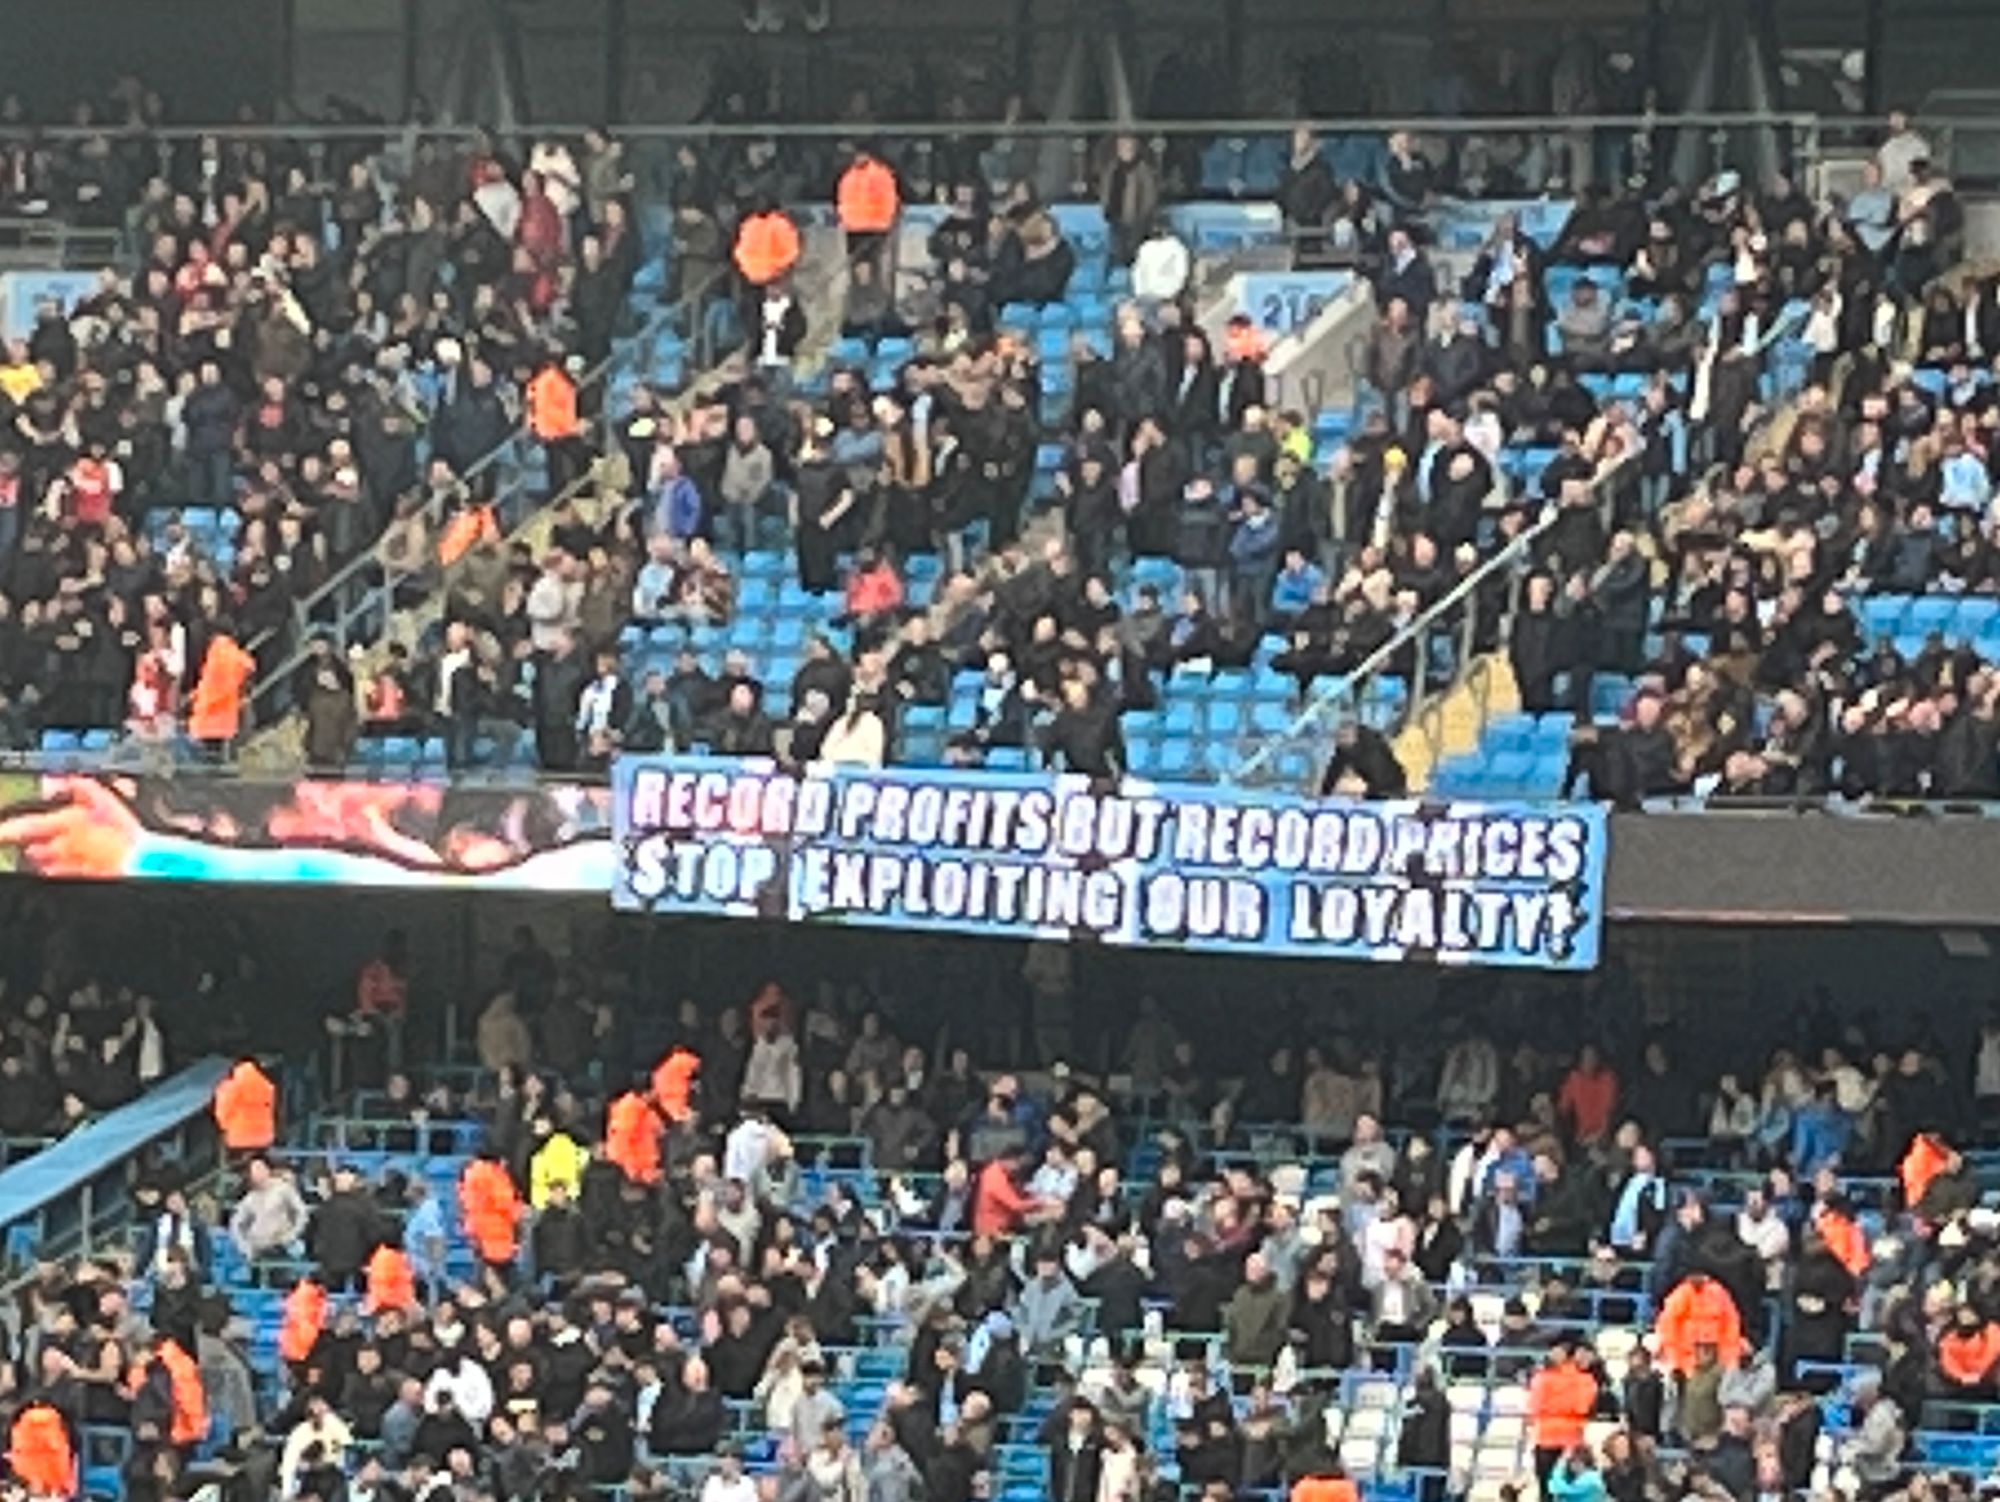 RECORD PROFITS BUT RECORD PRICES
STOP EXPLOITING OUR LOYALTY!